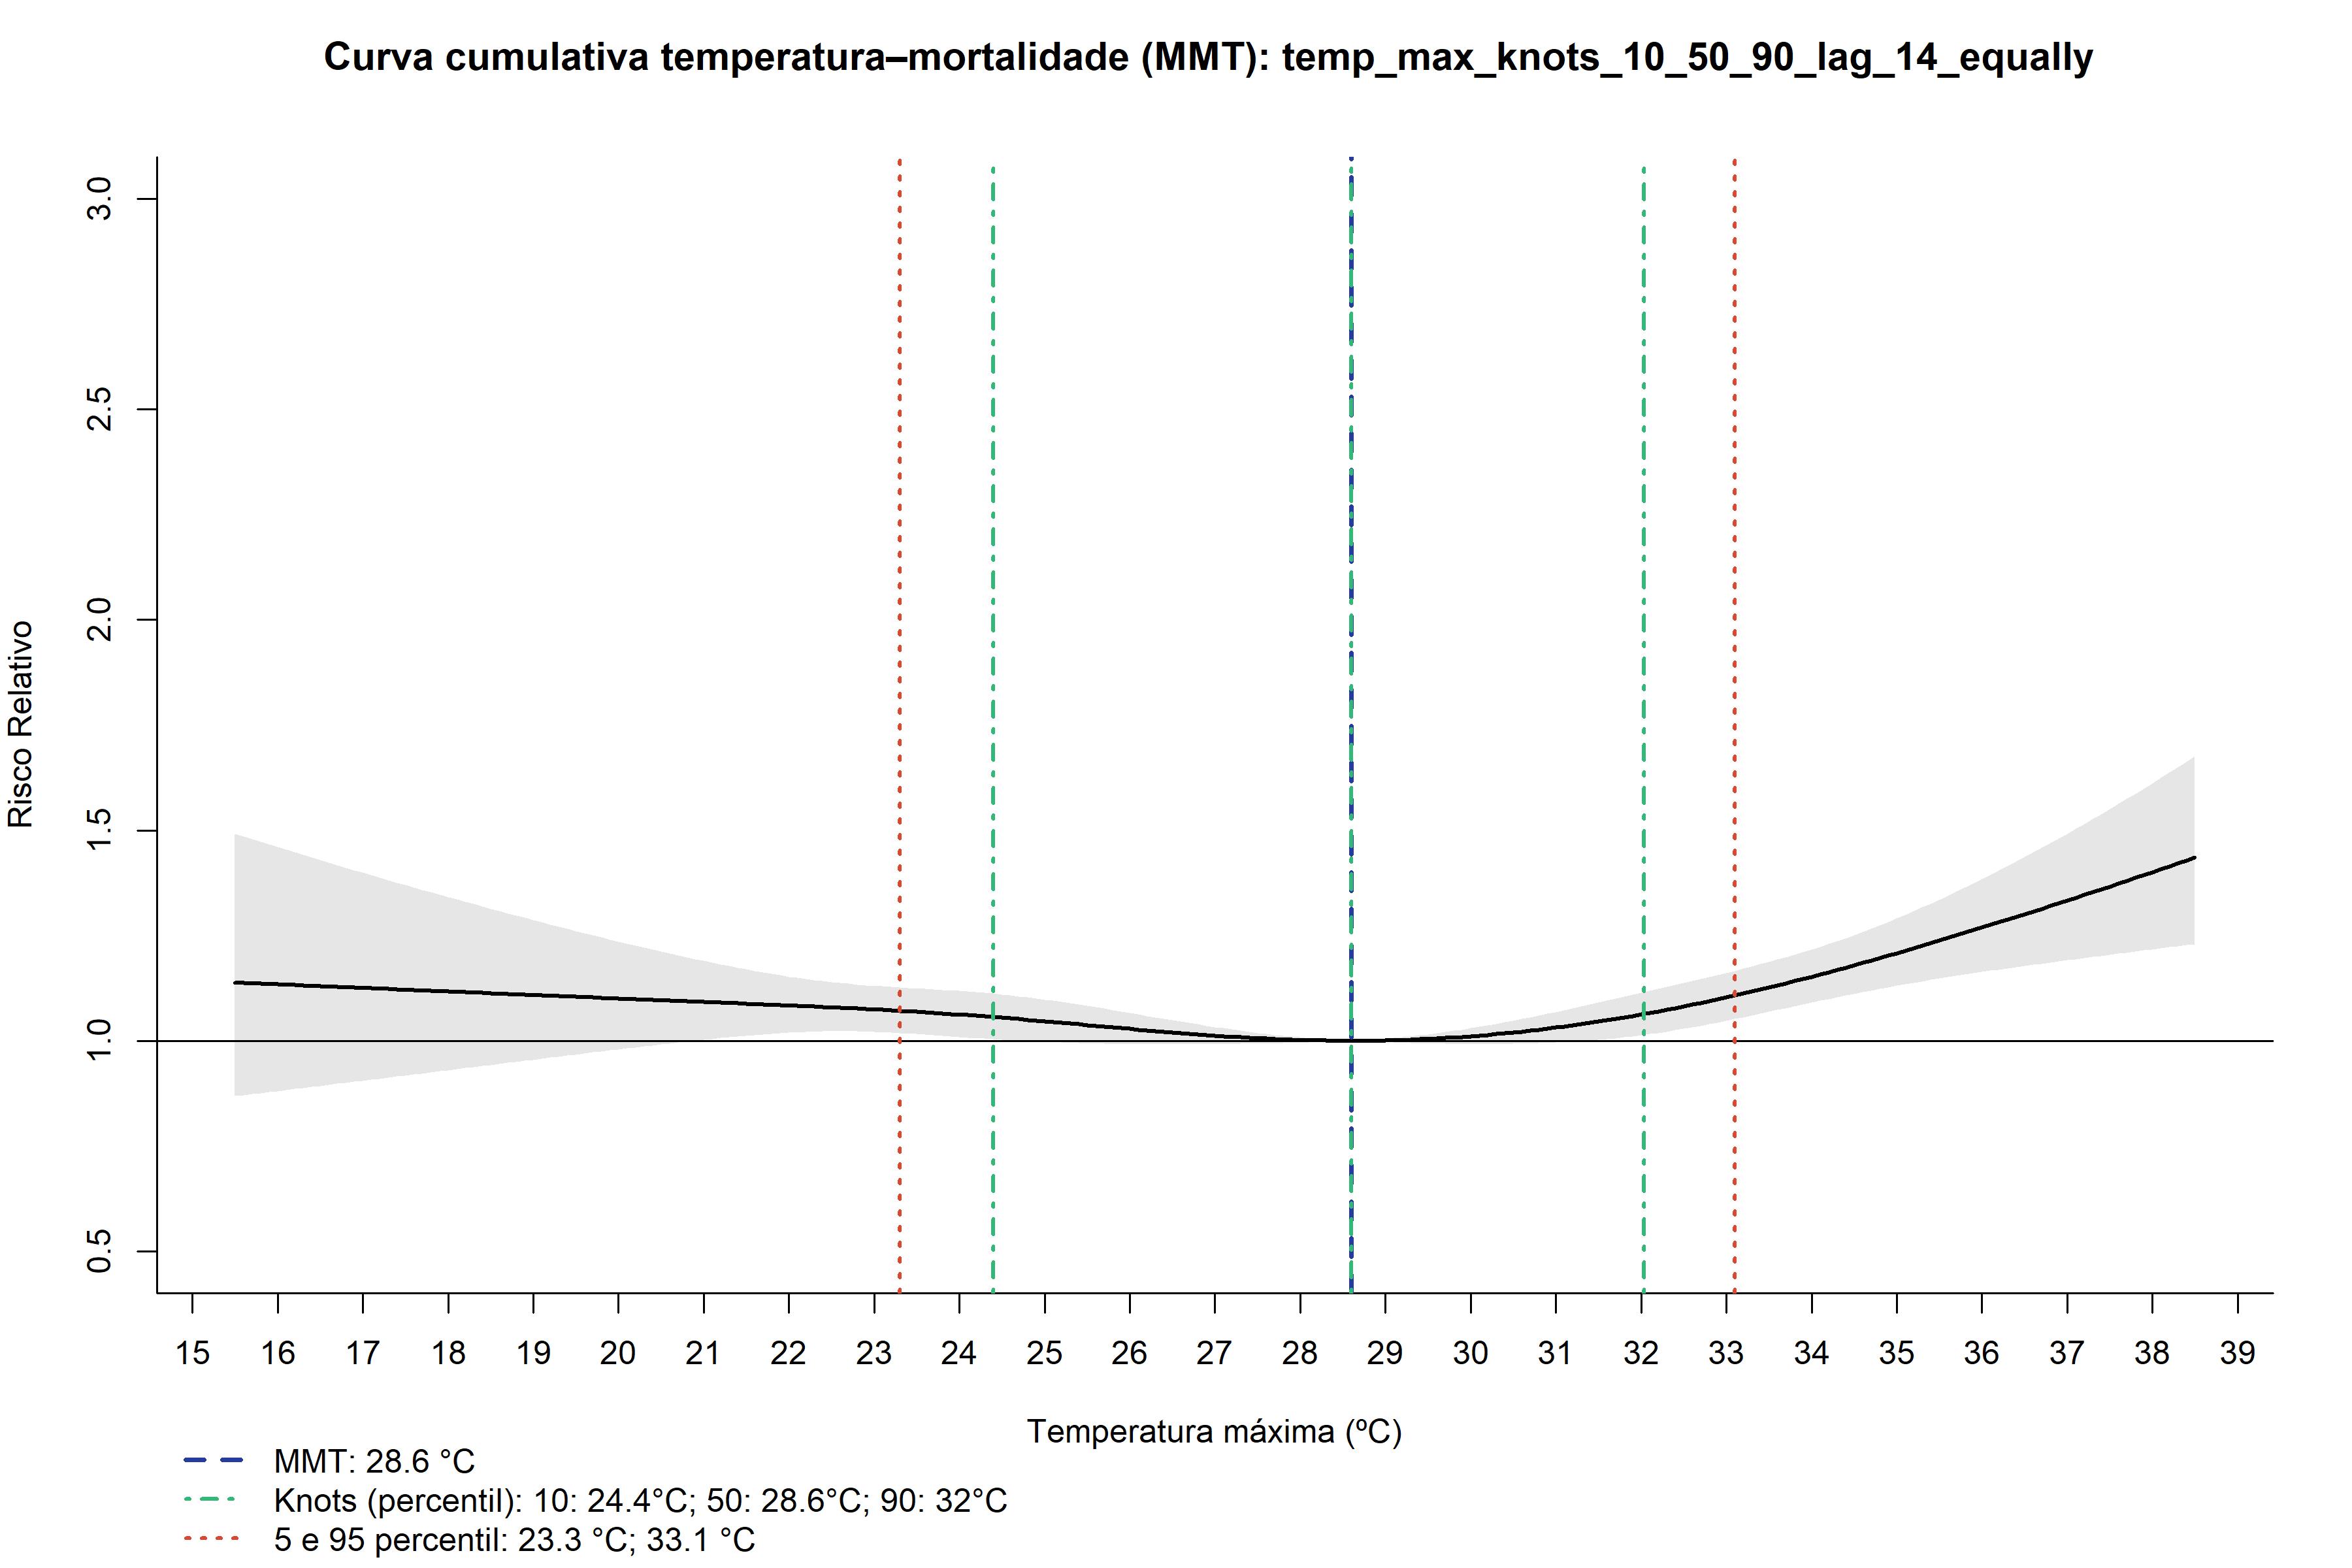 Curva cumulativa temperatura–mortalidade (MMT): temp_max_knots_10_50_90_lag_14_equally
3.0
2.5
2.0
1.5
1.0
0.5
Risco Relativo
15 16 17 18 19 20 21 22 23 24 25 26 27 28 29 30 31 32 33 34 35 36 37 38 39
Temperatura máxima (ºC)
MMT: 28.6 °C
Knots (percentil): 10: 24.4°C; 50: 28.6°C; 90: 32°C
5 e 95 percentil: 23.3 °C; 33.1 °C